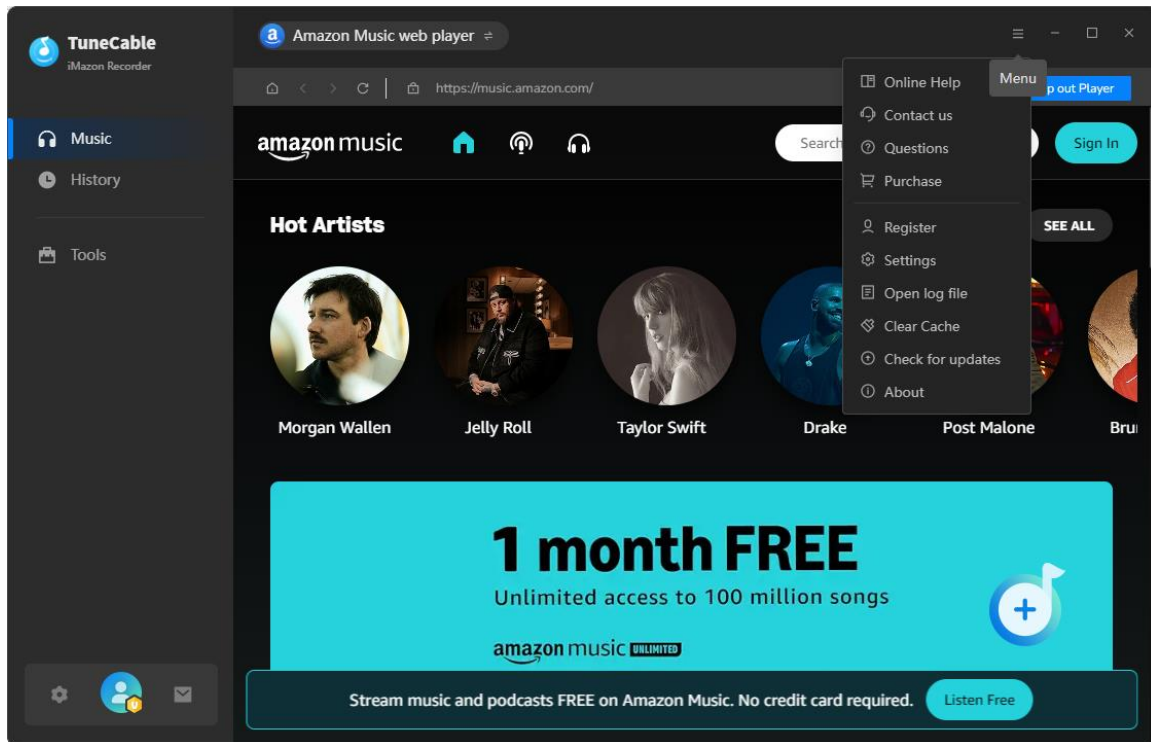 TuneCable
iMazon Recorder
Music
History
Tools
Amazon Music web player
https://music.amazon.com/
Menu
p out Player
Online Help
Contact us
Questions
Purchase
Register
Settings
Open log file
Clear Cache
Check for updates
About
amazon music
Search
Sign In
Hot Artists
SEE ALL
Morgan Wallen
Jelly Roll
Taylor Swift
Drake
Post Malone
Bru
1 month FREE
Unlimited access to 100 million songs
amazon music UNLIMITED
Stream music and podcasts FREE on Amazon Music. No credit card required.
Listen Free